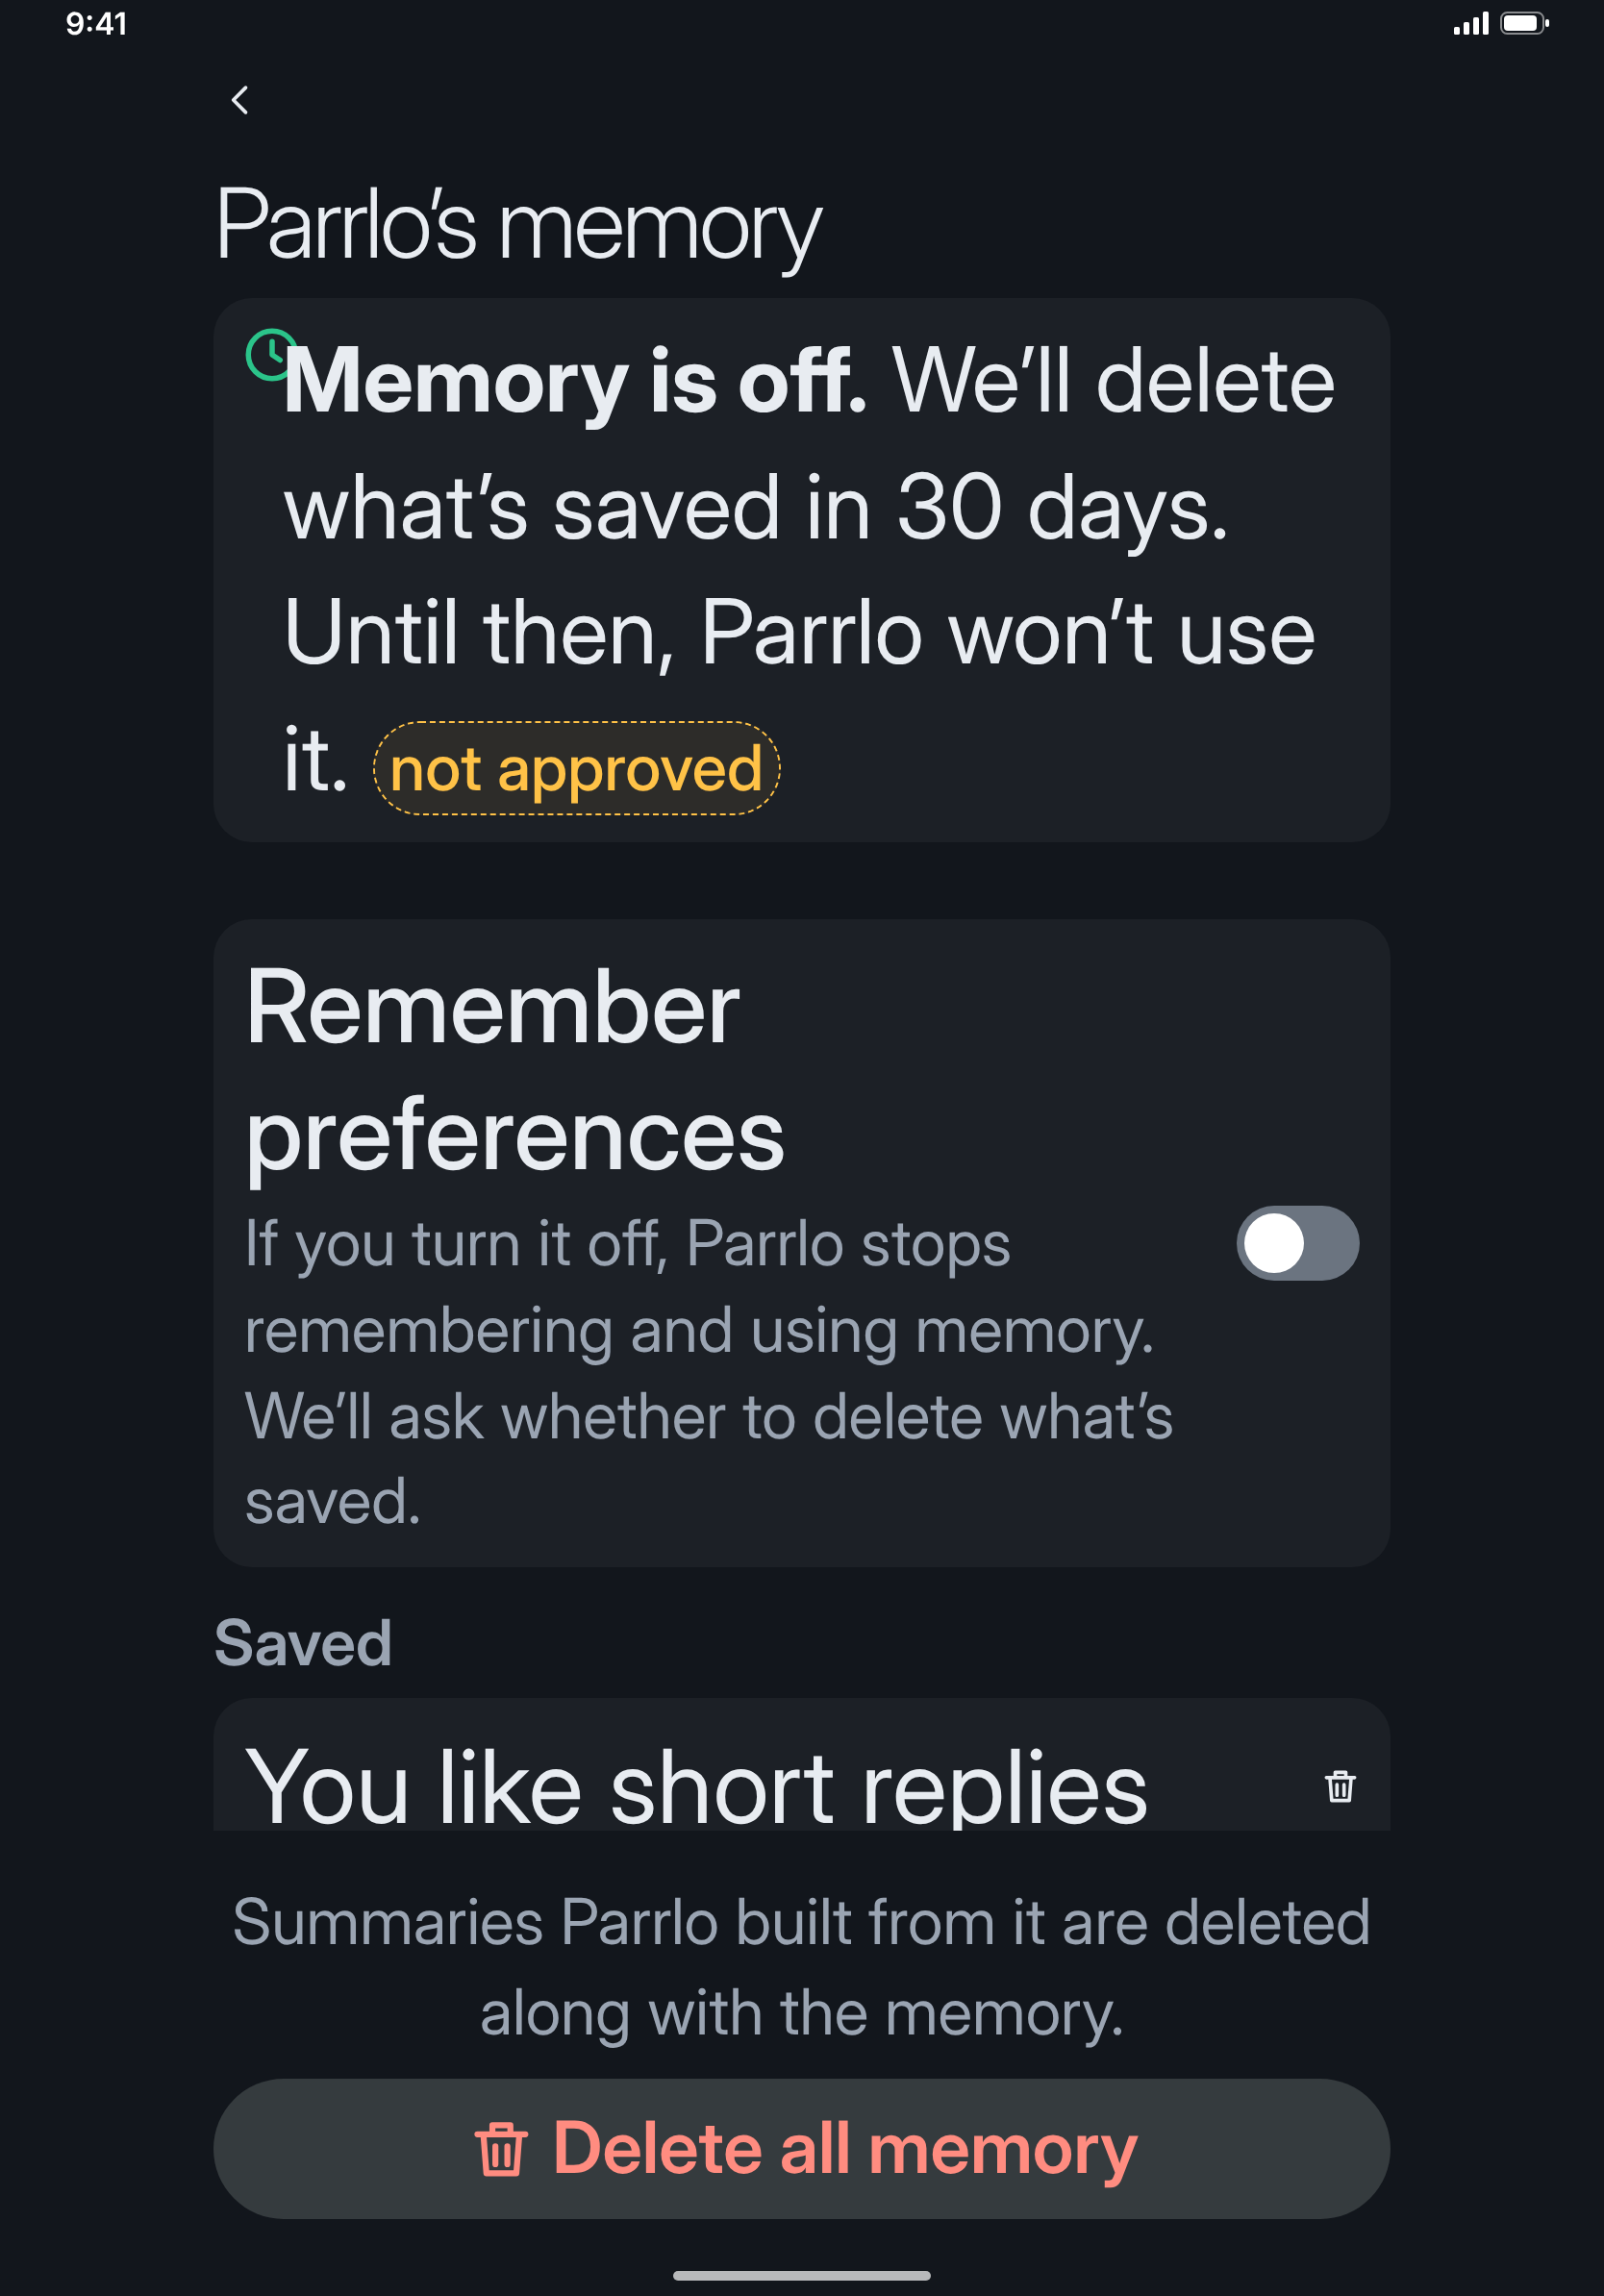 9:41
Parrlo’s memory
Memory is off. We’ll delete
what’s saved in 30 days.
Until then, Parrlo won’t use
it. not approved
Remember
preferences
If you turn it off, Parrlo stops
remembering and using memory.
We’ll ask whether to delete what’s
saved.
Saved
You like short replies
Summaries Parrlo built from it are deleted
along with the memory.
Delete all memory